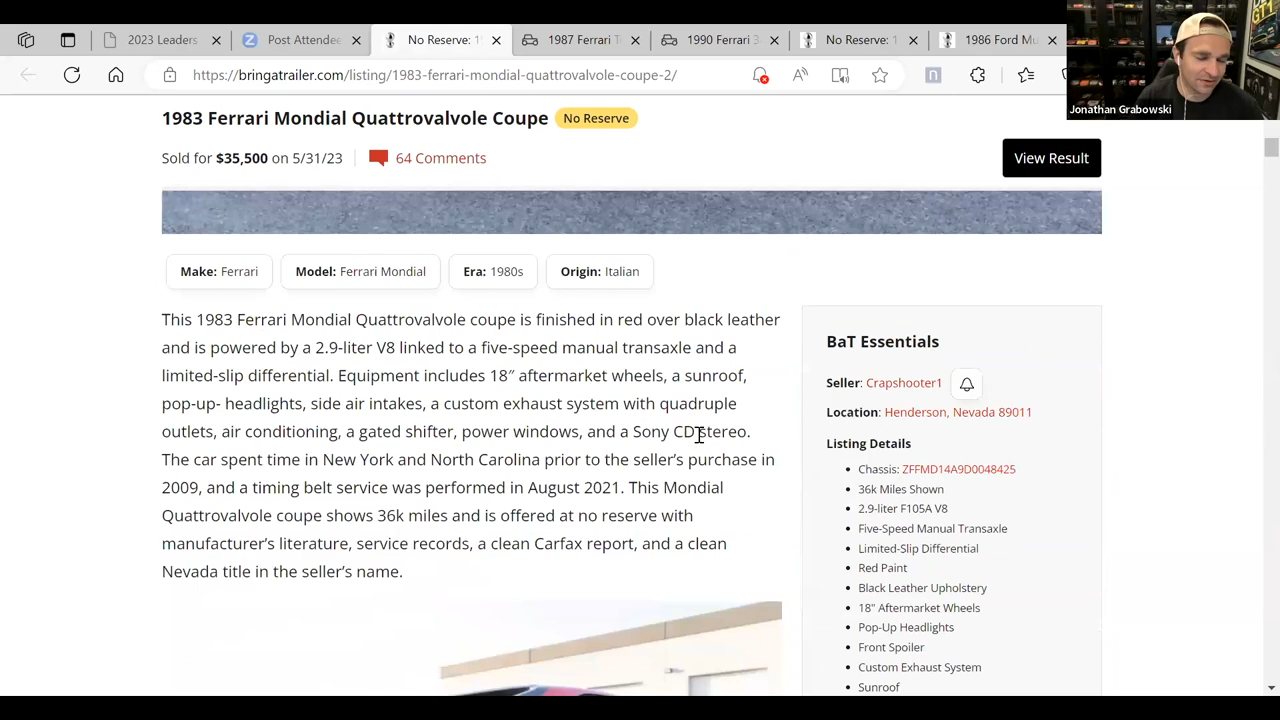 2023 Leaders
Post Attendee
No Reserve: 1
1987 Ferrari T
1990 Ferrari 3
No Reserve: 
1986 Ford Mu
https://bringatrailer.com/listing/1983-ferrari-mondial-quattrovalvole-coupe-2/
GT1
Jonathan Grabowski
1983 Ferrari Mondial Quattrovalvole Coupe No Reserve
Sold for $35,500 on 5/31/23 64 Comments
View Result
Make: Ferrari
Model: Ferrari Mondial
Era: 1980s
Origin: Italian
This 1983 Ferrari Mondial Quattrovalvole coupe is finished in red over black leather
and is powered by a 2.9-liter V8 linked to a five-speed manual transaxle and a
limited-slip differential. Equipment includes 18″ aftermarket wheels, a sunroof,
pop-up- headlights, side air intakes, a custom exhaust system with quadruple
outlets, air conditioning, a gated shifter, power windows, and a Sony CD stereo.
The car spent time in New York and North Carolina prior to the seller's purchase in
2009, and a timing belt service was performed in August 2021. This Mondial
Quattrovalvole coupe shows 36k miles and is offered at no reserve with
manufacturer's literature, service records, a clean Carfax report, and a clean
Nevada title in the seller's name.
BaT Essentials
Seller: Crapshooter1
Location: Henderson, Nevada 89011
Listing Details
Chassis: ZFFMD14A9D0048425
36k Miles Shown
2.9-liter F105A V8
Five-Speed Manual Transaxle
Limited-Slip Differential
Red Paint
Black Leather Upholstery
18" Aftermarket Wheels
Pop-Up Headlights
Front Spoiler
Custom Exhaust System
Sunroof